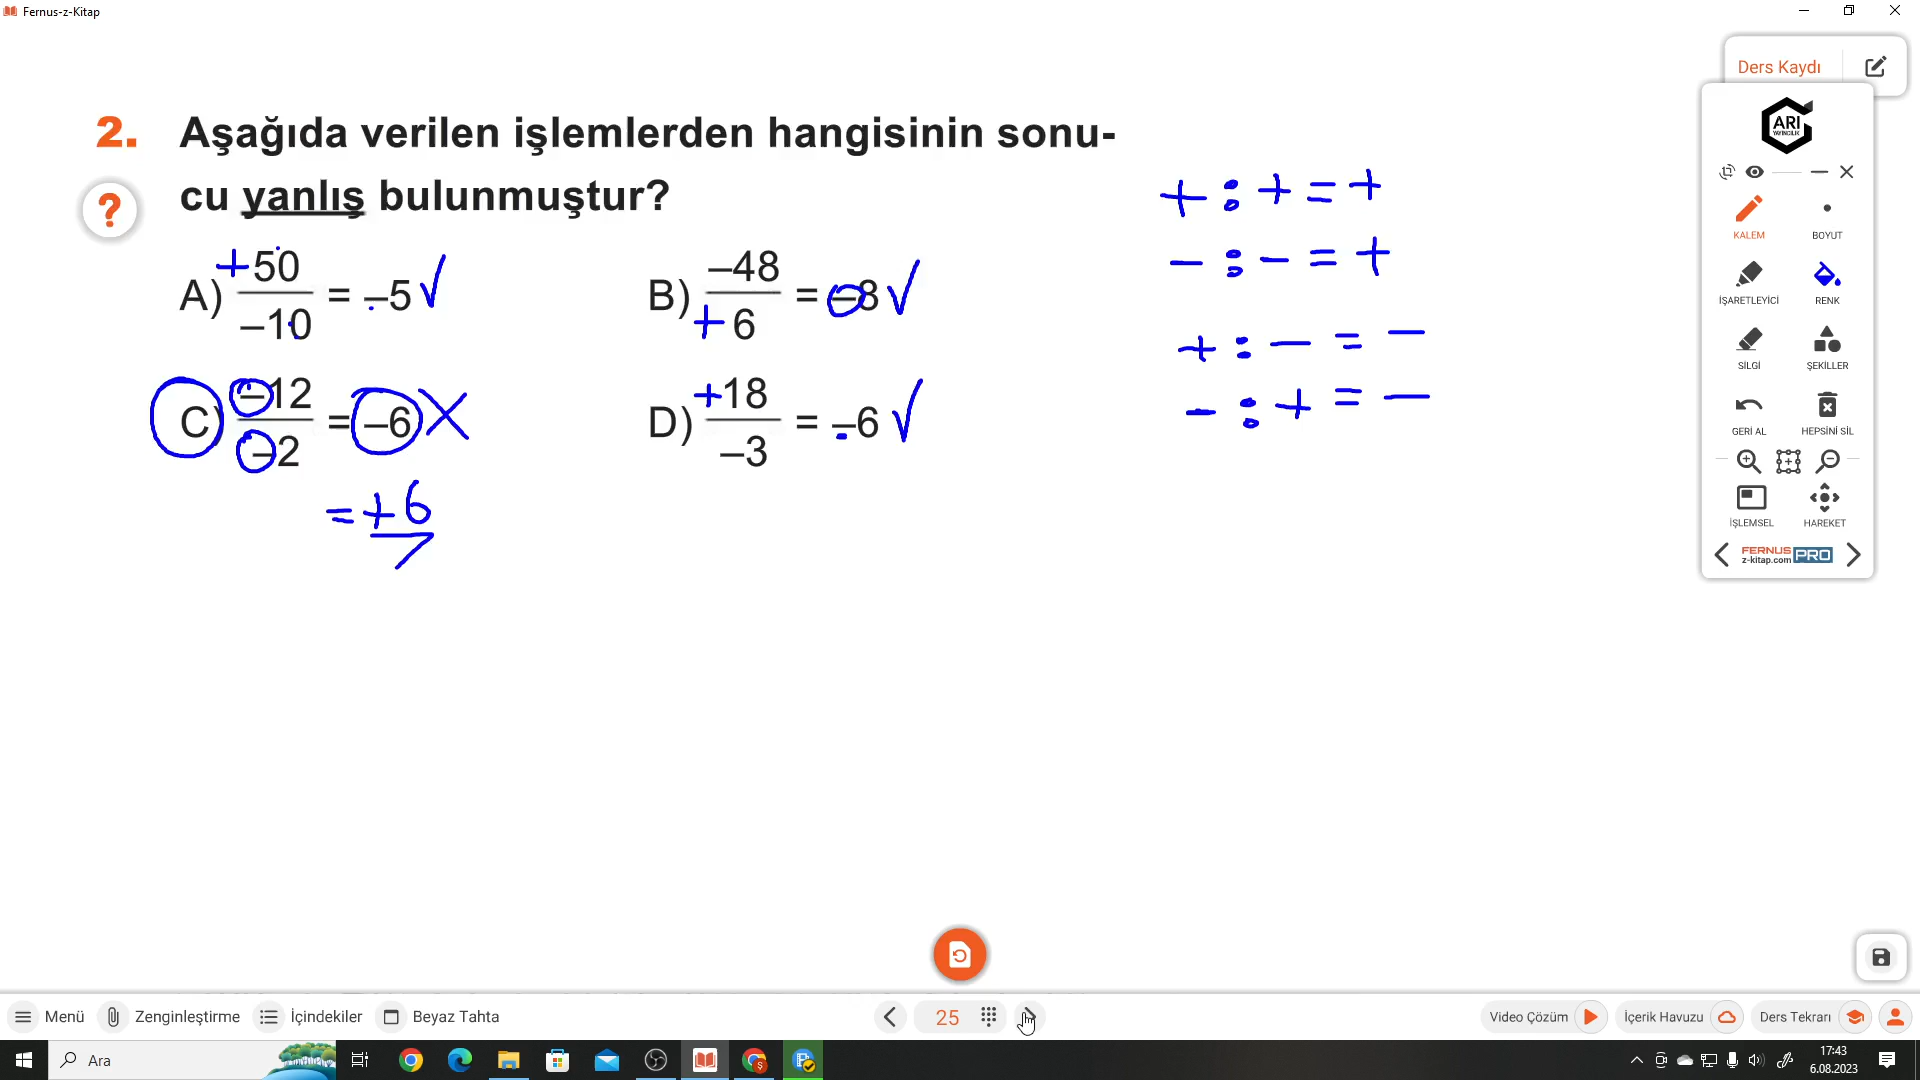 Fernus-z-Kitap
Ders Kaydı
2. Aşağıda verilen işlemlerden hangisinin sonu-
cu yanlış bulunmuştur?
?
A) +50/–10 = –5 √
B) –48/+6 = –8 √
C) –12/–2 = –6 X
= +6
D) +18/–3 = –6 √
+ : + = +
– : – = +
+ : – = –
– : + = –
ARI
YAYINCILIK
KALEM
BOYUT
İŞARETLEYİCİ
RENK
SİLGİ
ŞEKİLLER
GERİ AL
HEPSİNİ SİL
İŞLEMSEL
HAREKET
FERNUS PRO
z-kitap.com
Menü
Zenginleştirme
İçindekiler
Beyaz Tahta
25
Video Çözüm
İçerik Havuzu
Ders Tekrarı
Ara
17:43
6.08.2023